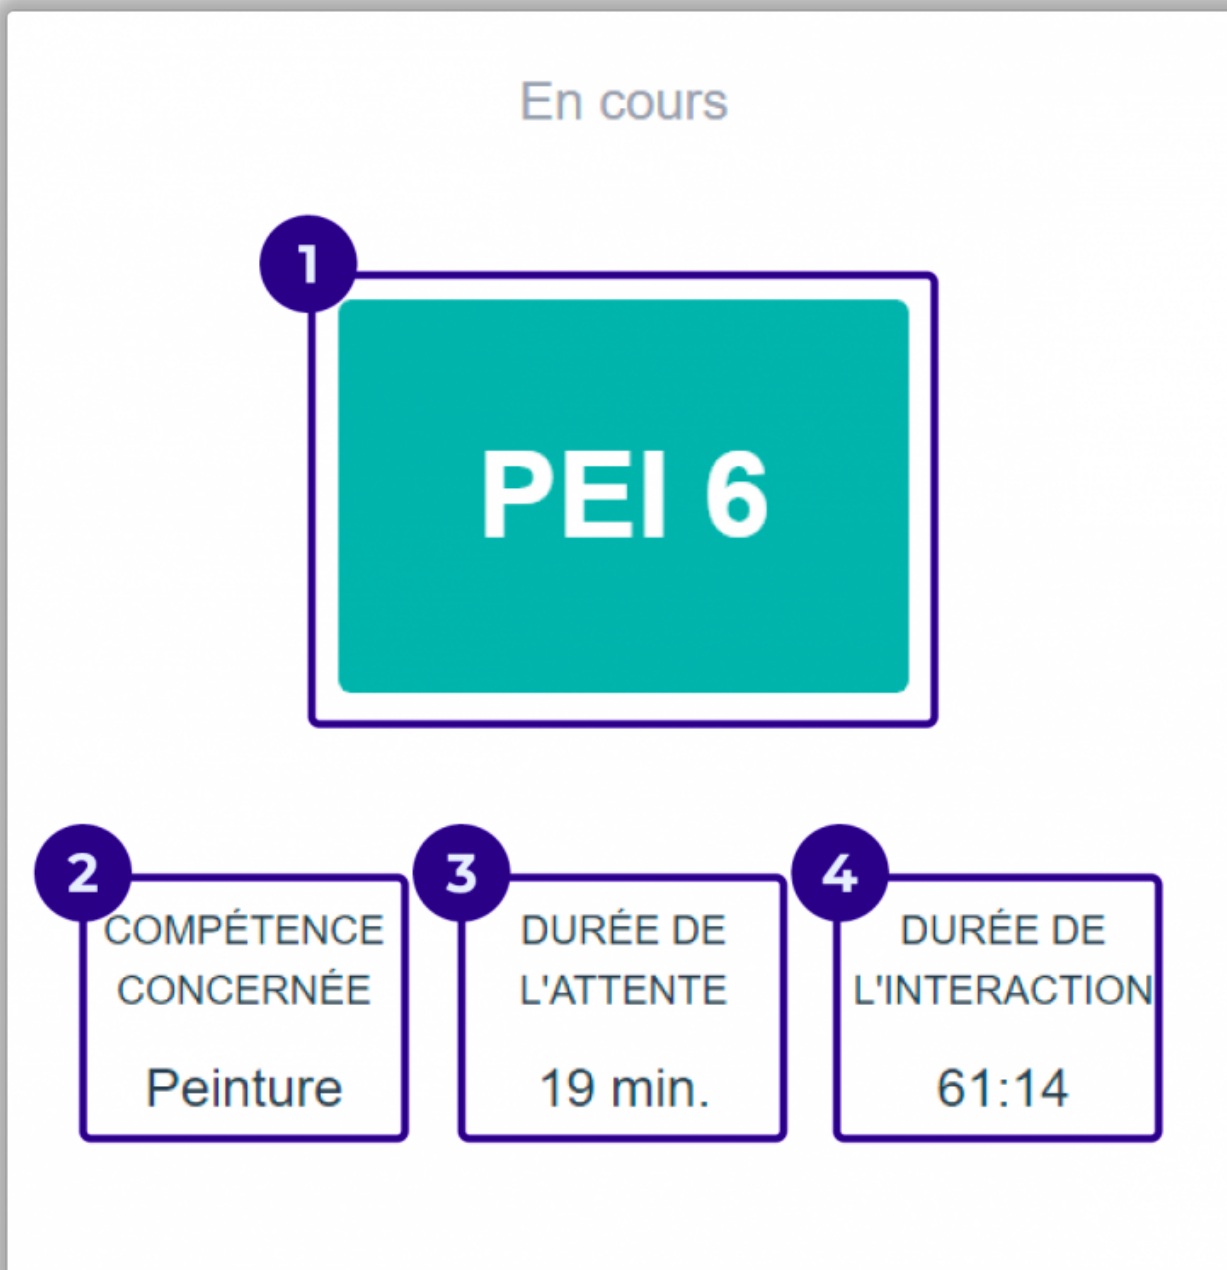 En cours
1
PEI 6
2
COMPÉTENCE
CONCERNÉE
Peinture
3
DURÉE DE
L'ATTENTE
19 min.
4
DURÉE DE
L'INTERACTION
61:14